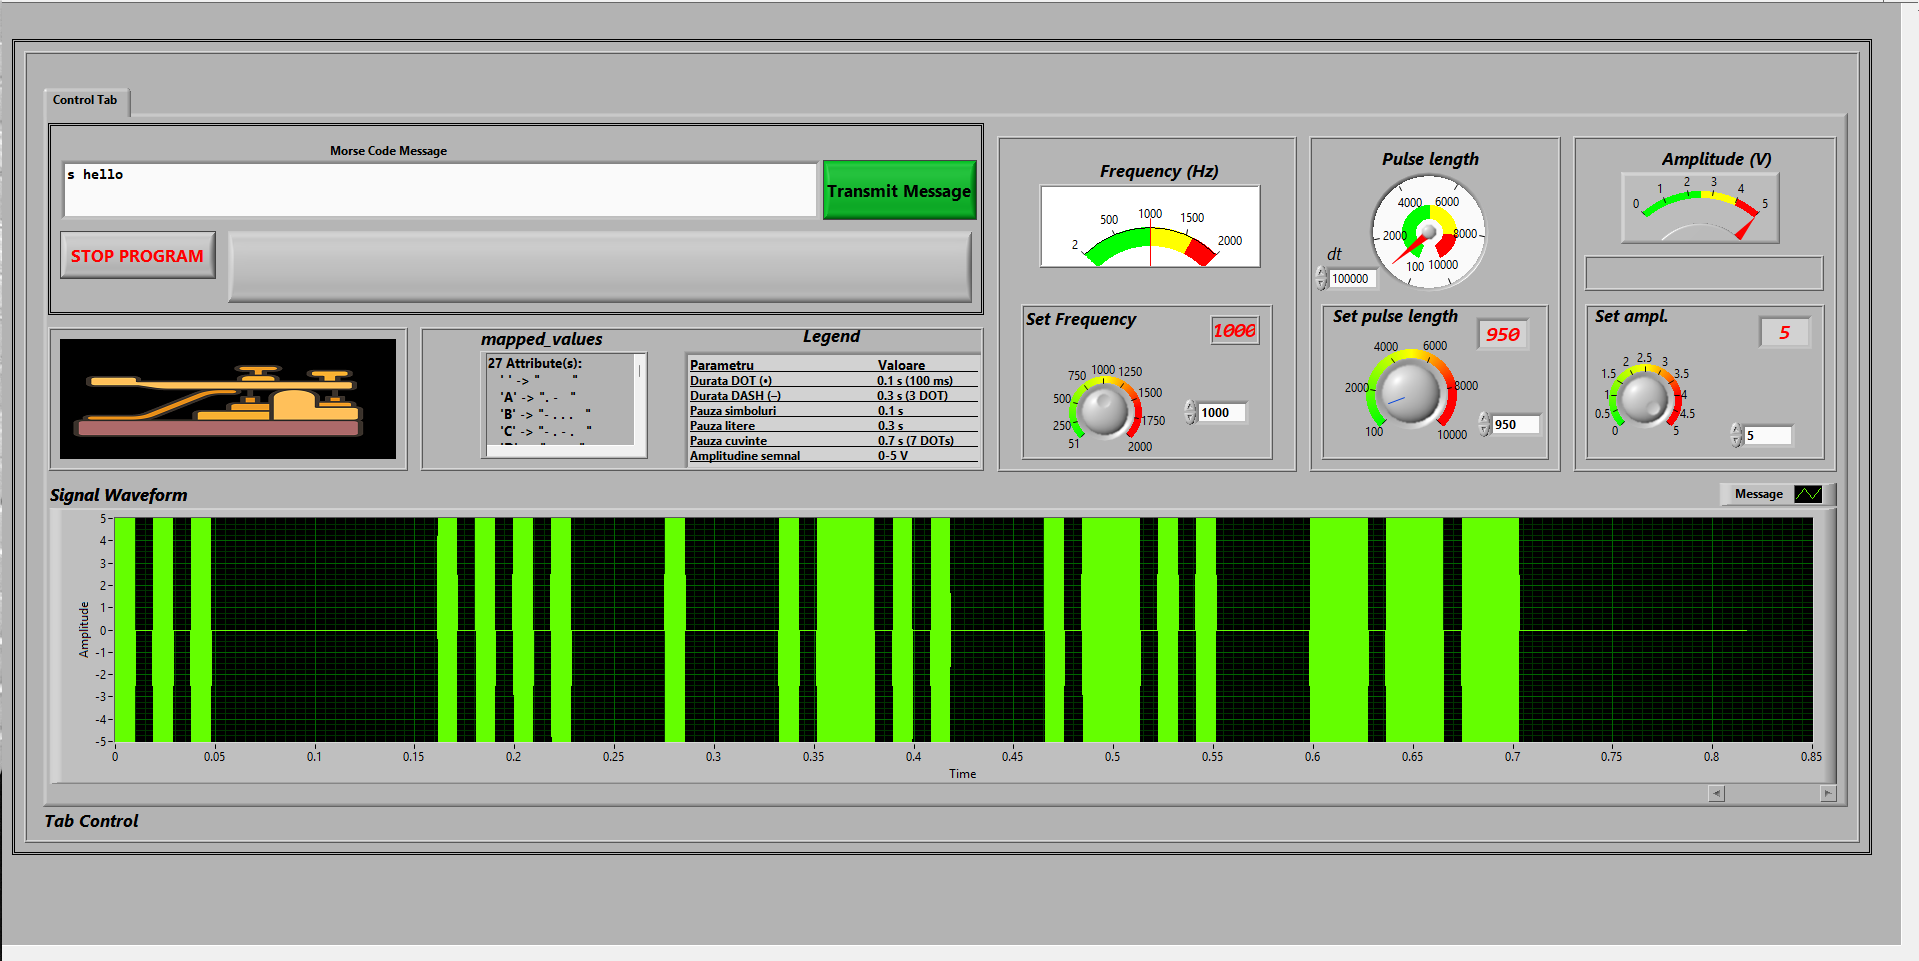 Control Tab
Morse Code Message
s hello
Transmit Message
STOP PROGRAM
mapped_values
27 Attribute(s):
' ' -> "       "
'A' -> ". -  "
'B' -> "- . . .  "
'C' -> "- . - .  "
Legend
Parametru Valoare
Durata DOT (•) 0.1 s (100 ms)
Durata DASH (–) 0.3 s (3 DOT)
Pauza simboluri 0.1 s
Pauza litere 0.3 s
Pauza cuvinte 0.7 s (7 DOTs)
Amplitudine semnal 0-5 V
Frequency (Hz)
2 500 1000 1500 2000
Set Frequency
1000
51 250 500 750 1000 1250 1500 1750 2000
1000
Pulse length
100 2000 4000 6000 8000 10000
dt
100000
Set pulse length
950
100 2000 4000 6000 8000 10000
950
Amplitude (V)
0 1 2 3 4 5
Set ampl.
5
0 0.5 1 1.5 2 2.5 3 3.5 4 4.5 5
5
Signal Waveform
Message
Amplitude
5
4
3
2
1
0
-1
-2
-3
-4
-5
0 0.05 0.1 0.15 0.2 0.25 0.3 0.35 0.4 0.45 0.5 0.55 0.6 0.65 0.7 0.75 0.8 0.85
Time
Tab Control